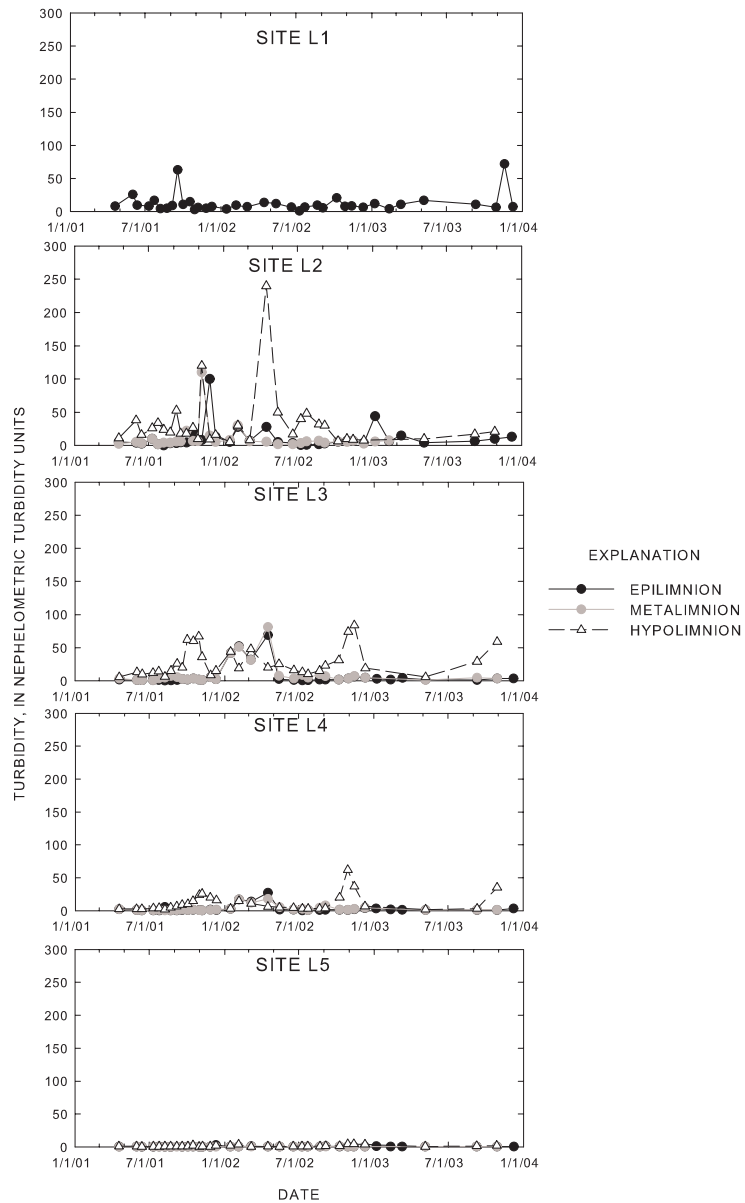 SITE L1
300
250
200
150
100
50
0
1/1/01 7/1/01 1/1/02 7/1/02 1/1/03 7/1/03 1/1/04
SITE L2
300
250
200
150
100
50
0
1/1/01 7/1/01 1/1/02 7/1/02 1/1/03 7/1/03 1/1/04
TURBIDITY, IN NEPHELOMETRIC TURBIDITY UNITS
SITE L3
300
250
200
150
100
50
0
1/1/01 7/1/01 1/1/02 7/1/02 1/1/03 7/1/03 1/1/04
EXPLANATION
EPILIMNION
METALIMNION
HYPOLIMNION
SITE L4
300
250
200
150
100
50
0
1/1/01 7/1/01 1/1/02 7/1/02 1/1/03 7/1/03 1/1/04
SITE L5
300
250
200
150
100
50
0
1/1/01 7/1/01 1/1/02 7/1/02 1/1/03 7/1/03 1/1/04
DATE